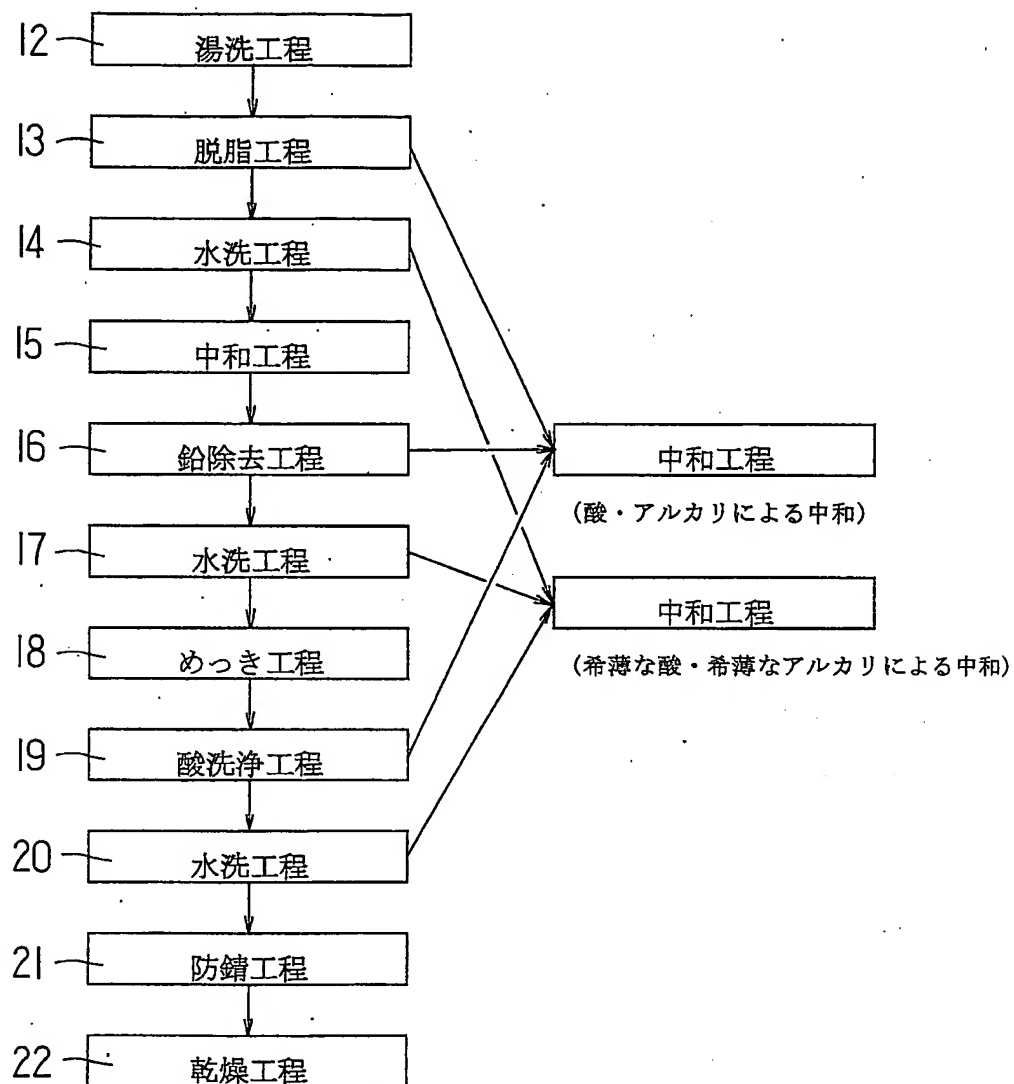 12 湯洗工程
13 脱脂工程
14 水洗工程
15 中和工程
16 鉛除去工程
中和工程
(酸・アルカリによる中和)
17 水洗工程
中和工程
(希薄な酸・希薄なアルカリによる中和)
18 めっき工程
19 酸洗浄工程
20 水洗工程
21 防錆工程
22 乾燥工程